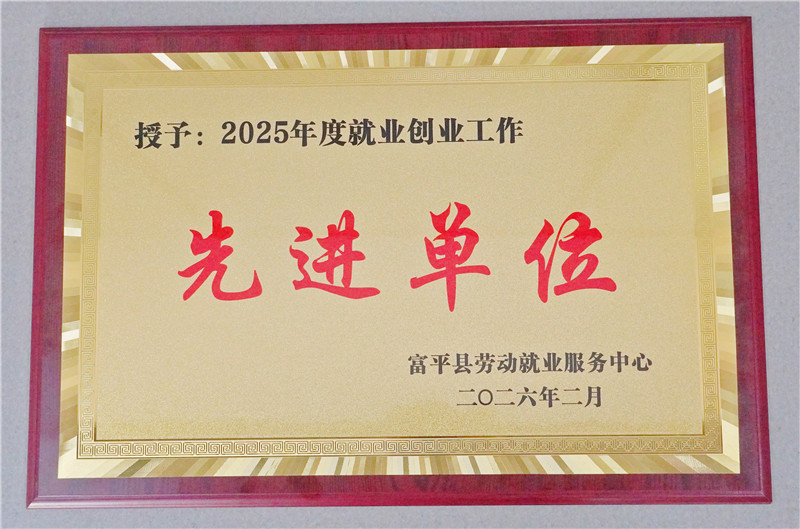 授予：2025年度就业创业工作
先进单位
富平县劳动就业服务中心
二〇二六年二月